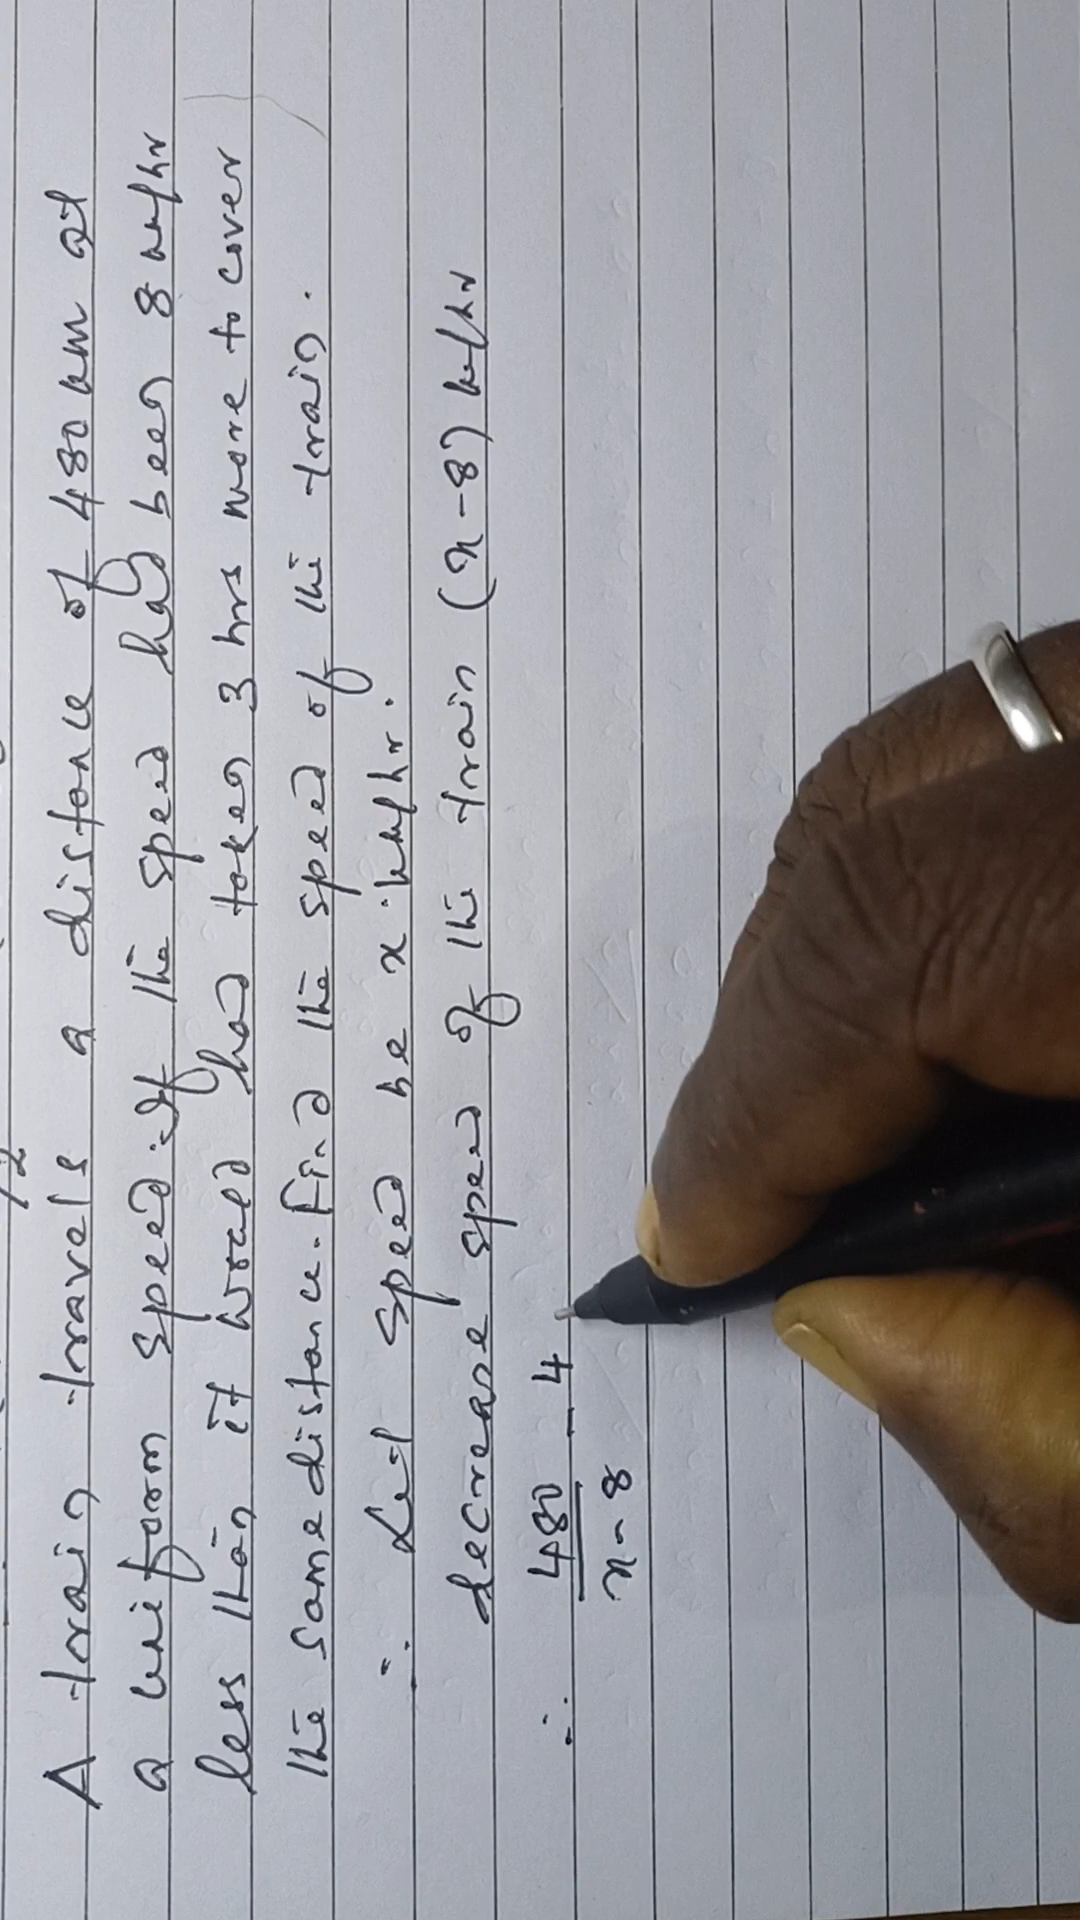 A train travels a distance of 480 km at
a uniform speed. If the speed had been 8 km/hr
less than it would had taken 3 hrs more to cover
the same distance. Find the speed of the train.
∴ Let speed be x km/hr.
decrease speed of the train (x-8) km/hr
∴ 480/x-8 - 4